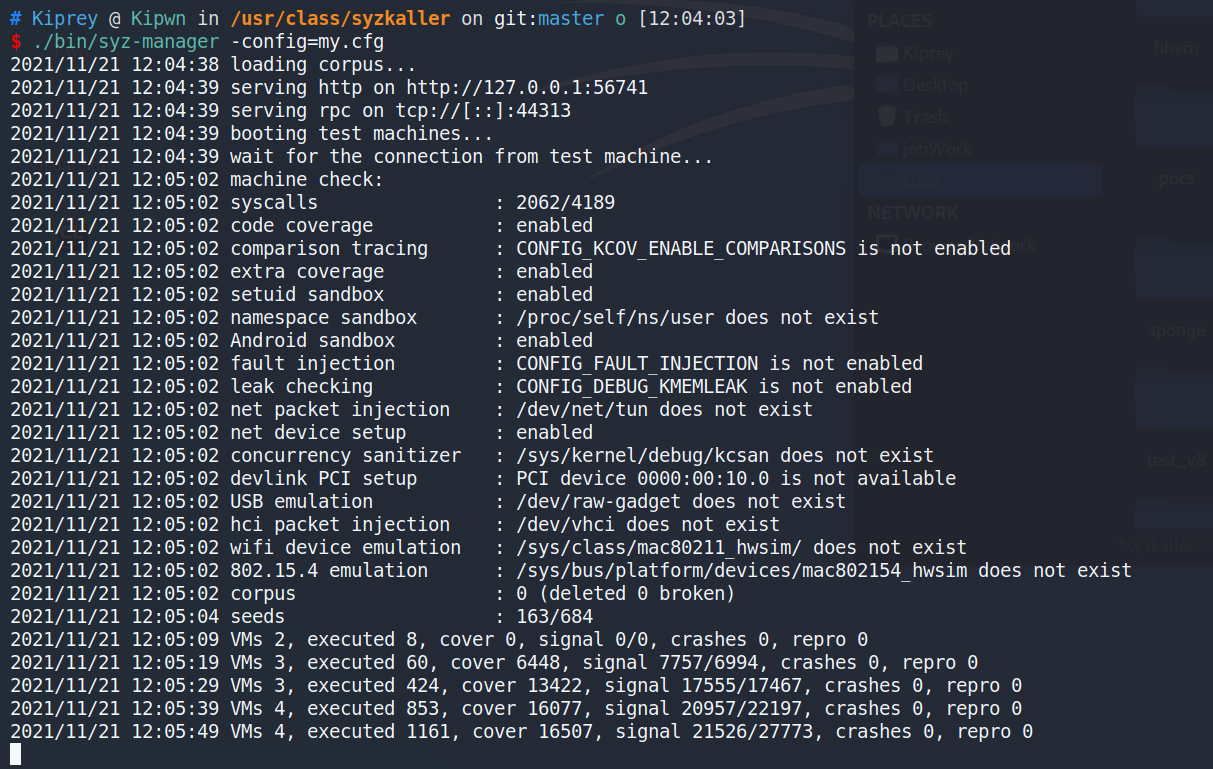 # Kiprey @ Kipwn in /usr/class/syzkaller on git:master o [12:04:03]
$ ./bin/syz-manager -config=my.cfg
2021/11/21 12:04:38 loading corpus...
2021/11/21 12:04:39 serving http on http://127.0.0.1:56741
2021/11/21 12:04:39 serving rpc on tcp://[::]:44313
2021/11/21 12:04:39 booting test machines...
2021/11/21 12:04:39 wait for the connection from test machine...
2021/11/21 12:05:02 machine check:
2021/11/21 12:05:02 syscalls                : 2062/4189
2021/11/21 12:05:02 code coverage           : enabled
2021/11/21 12:05:02 comparison tracing      : CONFIG_KCOV_ENABLE_COMPARISONS is not enabled
2021/11/21 12:05:02 extra coverage          : enabled
2021/11/21 12:05:02 setuid sandbox          : enabled
2021/11/21 12:05:02 namespace sandbox       : /proc/self/ns/user does not exist
2021/11/21 12:05:02 Android sandbox         : enabled
2021/11/21 12:05:02 fault injection         : CONFIG_FAULT_INJECTION is not enabled
2021/11/21 12:05:02 leak checking           : CONFIG_DEBUG_KMEMLEAK is not enabled
2021/11/21 12:05:02 net packet injection    : /dev/net/tun does not exist
2021/11/21 12:05:02 net device setup        : enabled
2021/11/21 12:05:02 concurrency sanitizer   : /sys/kernel/debug/kcsan does not exist
2021/11/21 12:05:02 devlink PCI setup       : PCI device 0000:00:10.0 is not available
2021/11/21 12:05:02 USB emulation           : /dev/raw-gadget does not exist
2021/11/21 12:05:02 hci packet injection    : /dev/vhci does not exist
2021/11/21 12:05:02 wifi device emulation   : /sys/class/mac80211_hwsim/ does not exist
2021/11/21 12:05:02 802.15.4 emulation      : /sys/bus/platform/devices/mac802154_hwsim does not exist
2021/11/21 12:05:02 corpus                  : 0 (deleted 0 broken)
2021/11/21 12:05:04 seeds                   : 163/684
2021/11/21 12:05:09 VMs 2, executed 8, cover 0, signal 0/0, crashes 0, repro 0
2021/11/21 12:05:19 VMs 3, executed 60, cover 6448, signal 7757/6994, crashes 0, repro 0
2021/11/21 12:05:29 VMs 3, executed 424, cover 13422, signal 17555/17467, crashes 0, repro 0
2021/11/21 12:05:39 VMs 4, executed 853, cover 16077, signal 20957/22197, crashes 0, repro 0
2021/11/21 12:05:49 VMs 4, executed 1161, cover 16507, signal 21526/27773, crashes 0, repro 0
PLACES
Kiprey
Desktop
Trash
jobWork
class
NETWORK
hhvm
pocs
sponge
test_v8
"syzkaller"